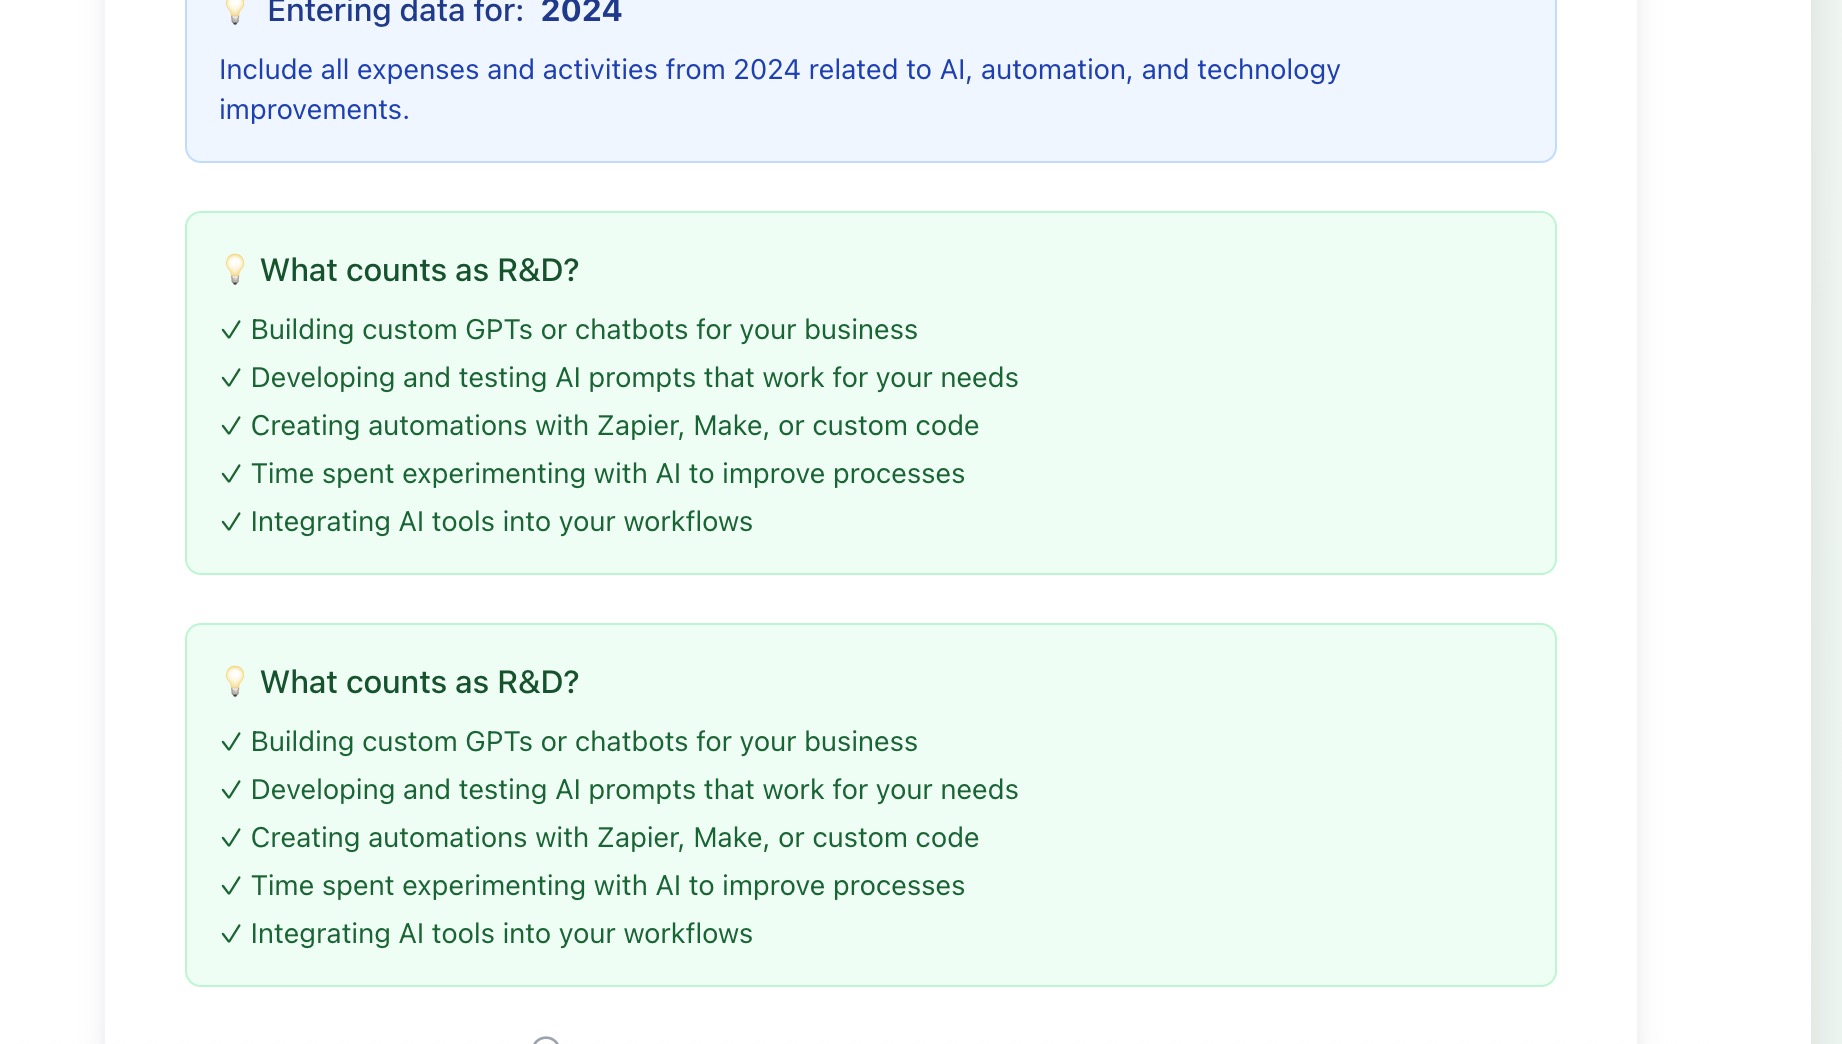 💡 Entering data for: 2024
Include all expenses and activities from 2024 related to AI, automation, and technology
improvements.
💡 What counts as R&D?
✓ Building custom GPTs or chatbots for your business
✓ Developing and testing AI prompts that work for your needs
✓ Creating automations with Zapier, Make, or custom code
✓ Time spent experimenting with AI to improve processes
✓ Integrating AI tools into your workflows
💡 What counts as R&D?
✓ Building custom GPTs or chatbots for your business
✓ Developing and testing AI prompts that work for your needs
✓ Creating automations with Zapier, Make, or custom code
✓ Time spent experimenting with AI to improve processes
✓ Integrating AI tools into your workflows